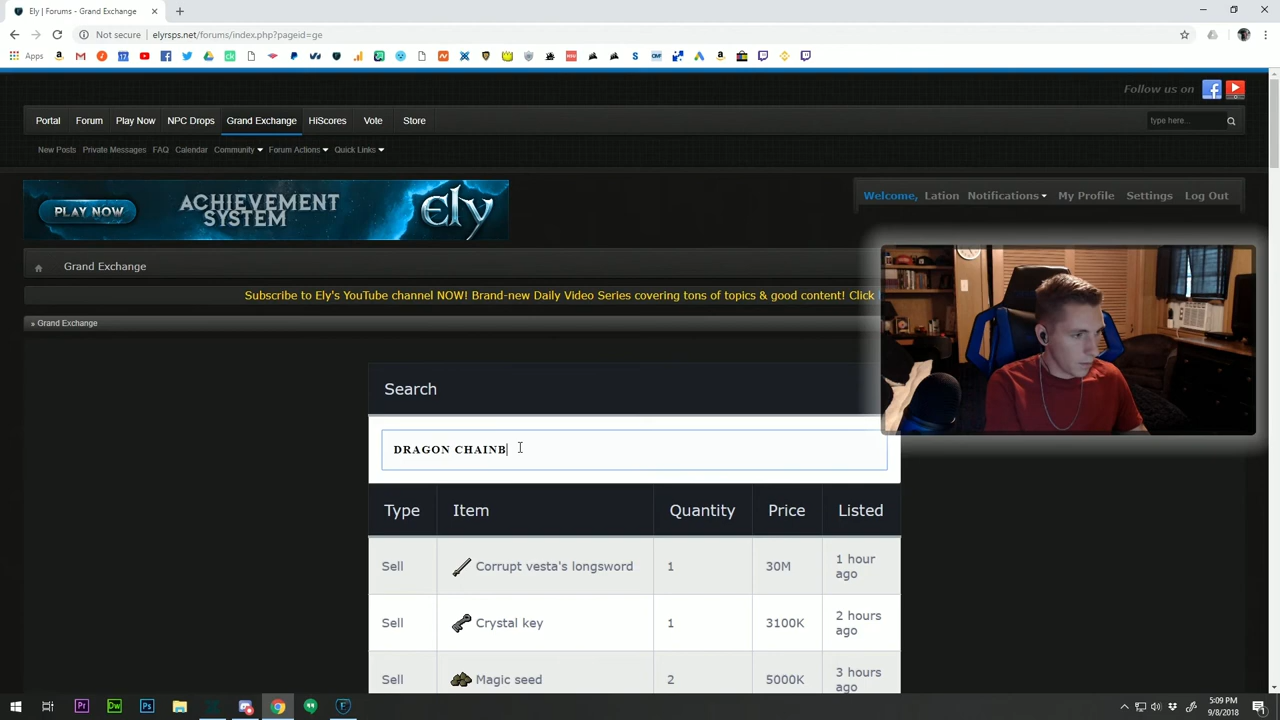 Ely | Forums - Grand Exchange
Not secure | elyrsps.net/forums/index.php?pageid=ge
Apps
Follow us on
Portal Forum Play Now NPC Drops Grand Exchange HiScores Vote Store
type here...
New Posts Private Messages FAQ Calendar Community Forum Actions Quick Links
PLAY NOW
ACHIEVEMENT
SYSTEM
ely
Welcome, Lation Notifications My Profile Settings Log Out
Grand Exchange
Subscribe to Ely's YouTube channel NOW! Brand-new Daily Video Series covering tons of topics & good content! Click
» Grand Exchange
Search
DRAGON CHAINB
Type Item Quantity Price Listed
Sell Corrupt vesta's longsword 1 30M 1 hour
ago
Sell Crystal key 1 3100K 2 hours
ago
Sell Magic seed 2 5000K 3 hours
ago
5:09 PM
9/8/2018